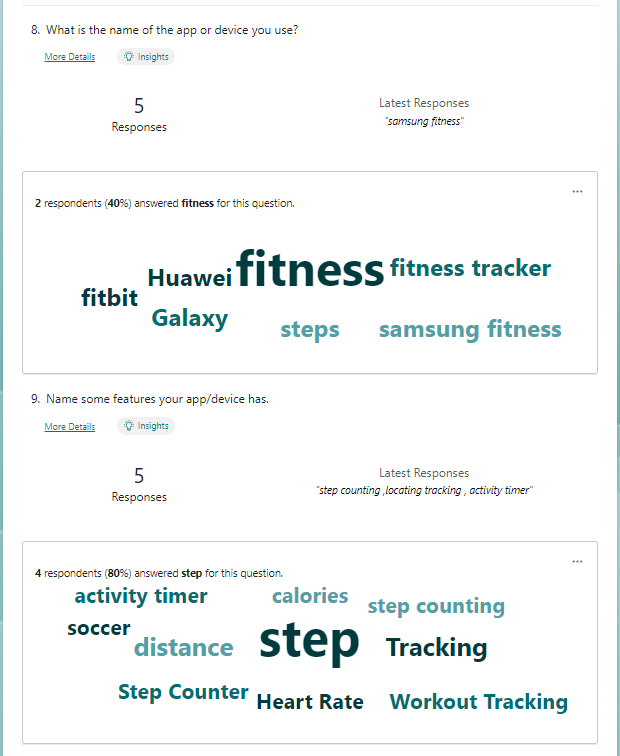 8. What is the name of the app or device you use?
More Details
Insights
5
Responses
Latest Responses
"samsung fitness"
...
2 respondents (40%) answered fitness for this question.
fitness
Huawei
fitness tracker
fitbit
Galaxy
steps
samsung fitness
9. Name some features your app/device has.
More Details
Insights
5
Responses
Latest Responses
"step counting ,locating tracking , activity timer"
...
4 respondents (80%) answered step for this question.
activity timer
calories
step counting
soccer
distance
step
Tracking
Step Counter
Heart Rate
Workout Tracking